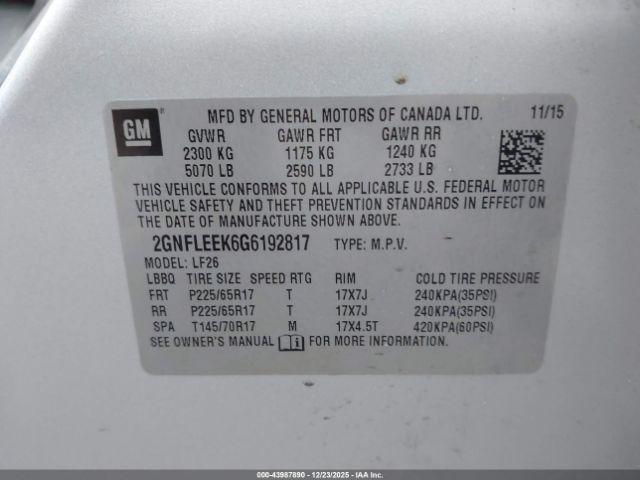 GM
MFD BY GENERAL MOTORS OF CANADA LTD. 11/15
GVWR GAWR FRT GAWR RR
2300 KG 1175 KG 1240 KG
5070 LB 2590 LB 2733 LB
THIS VEHICLE CONFORMS TO ALL APPLICABLE U.S. FEDERAL MOTOR
VEHICLE SAFETY AND THEFT PREVENTION STANDARDS IN EFFECT ON
THE DATE OF MANUFACTURE SHOWN ABOVE.
2GNFLEEK6G6192817 TYPE: M.P.V.
MODEL: LF26
LBBQ TIRE SIZE SPEED RTG RIM COLD TIRE PRESSURE
FRT P225/65R17 T 17X7J 240KPA(35PSI)
RR P225/65R17 T 17X7J 240KPA(35PSI)
SPA T145/70R17 M 17X4.5T 420KPA(60PSI)
SEE OWNER'S MANUAL i FOR MORE INFORMATION.
000-43987890 - 12/23/2025 - IAAI.COM